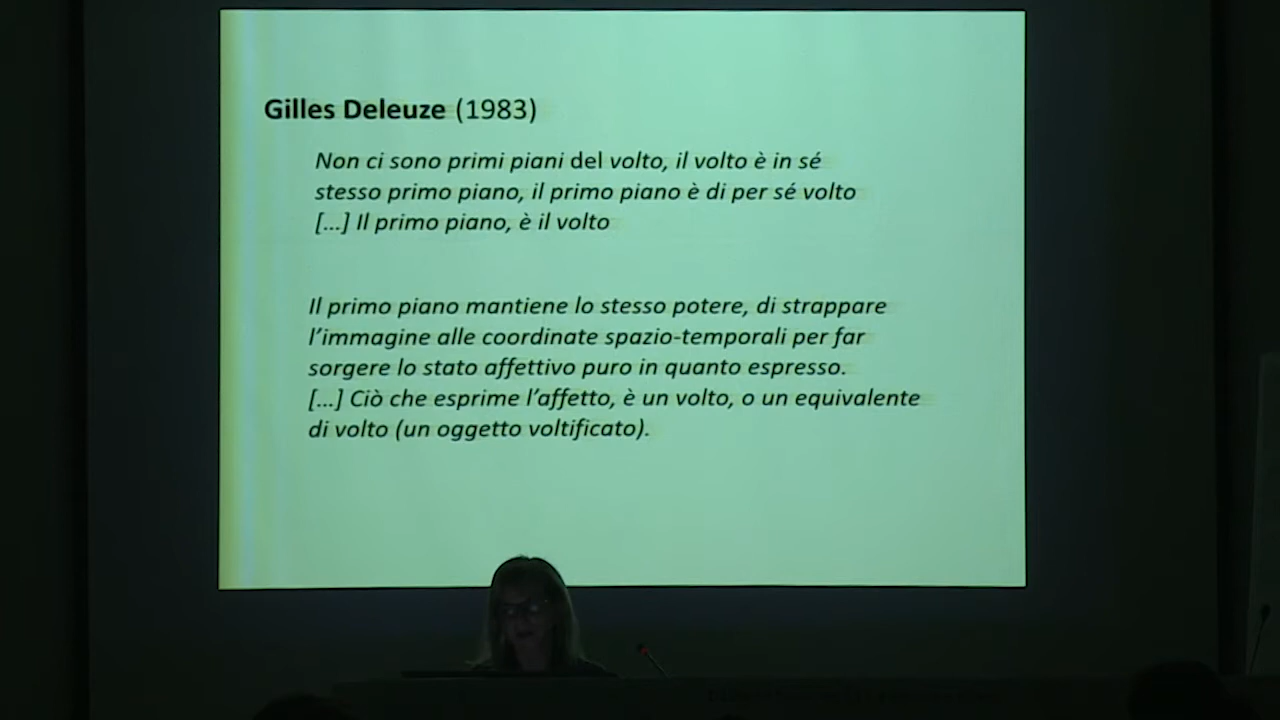 Gilles Deleuze (1983)
Non ci sono primi piani del volto, il volto è in sé
stesso primo piano, il primo piano è di per sé volto
[...] Il primo piano, è il volto
Il primo piano mantiene lo stesso potere, di strappare
l’immagine alle coordinate spazio-temporali per far
sorgere lo stato affettivo puro in quanto espresso.
[...] Ciò che esprime l’affetto, è un volto, o un equivalente
di volto (un oggetto voltificato).